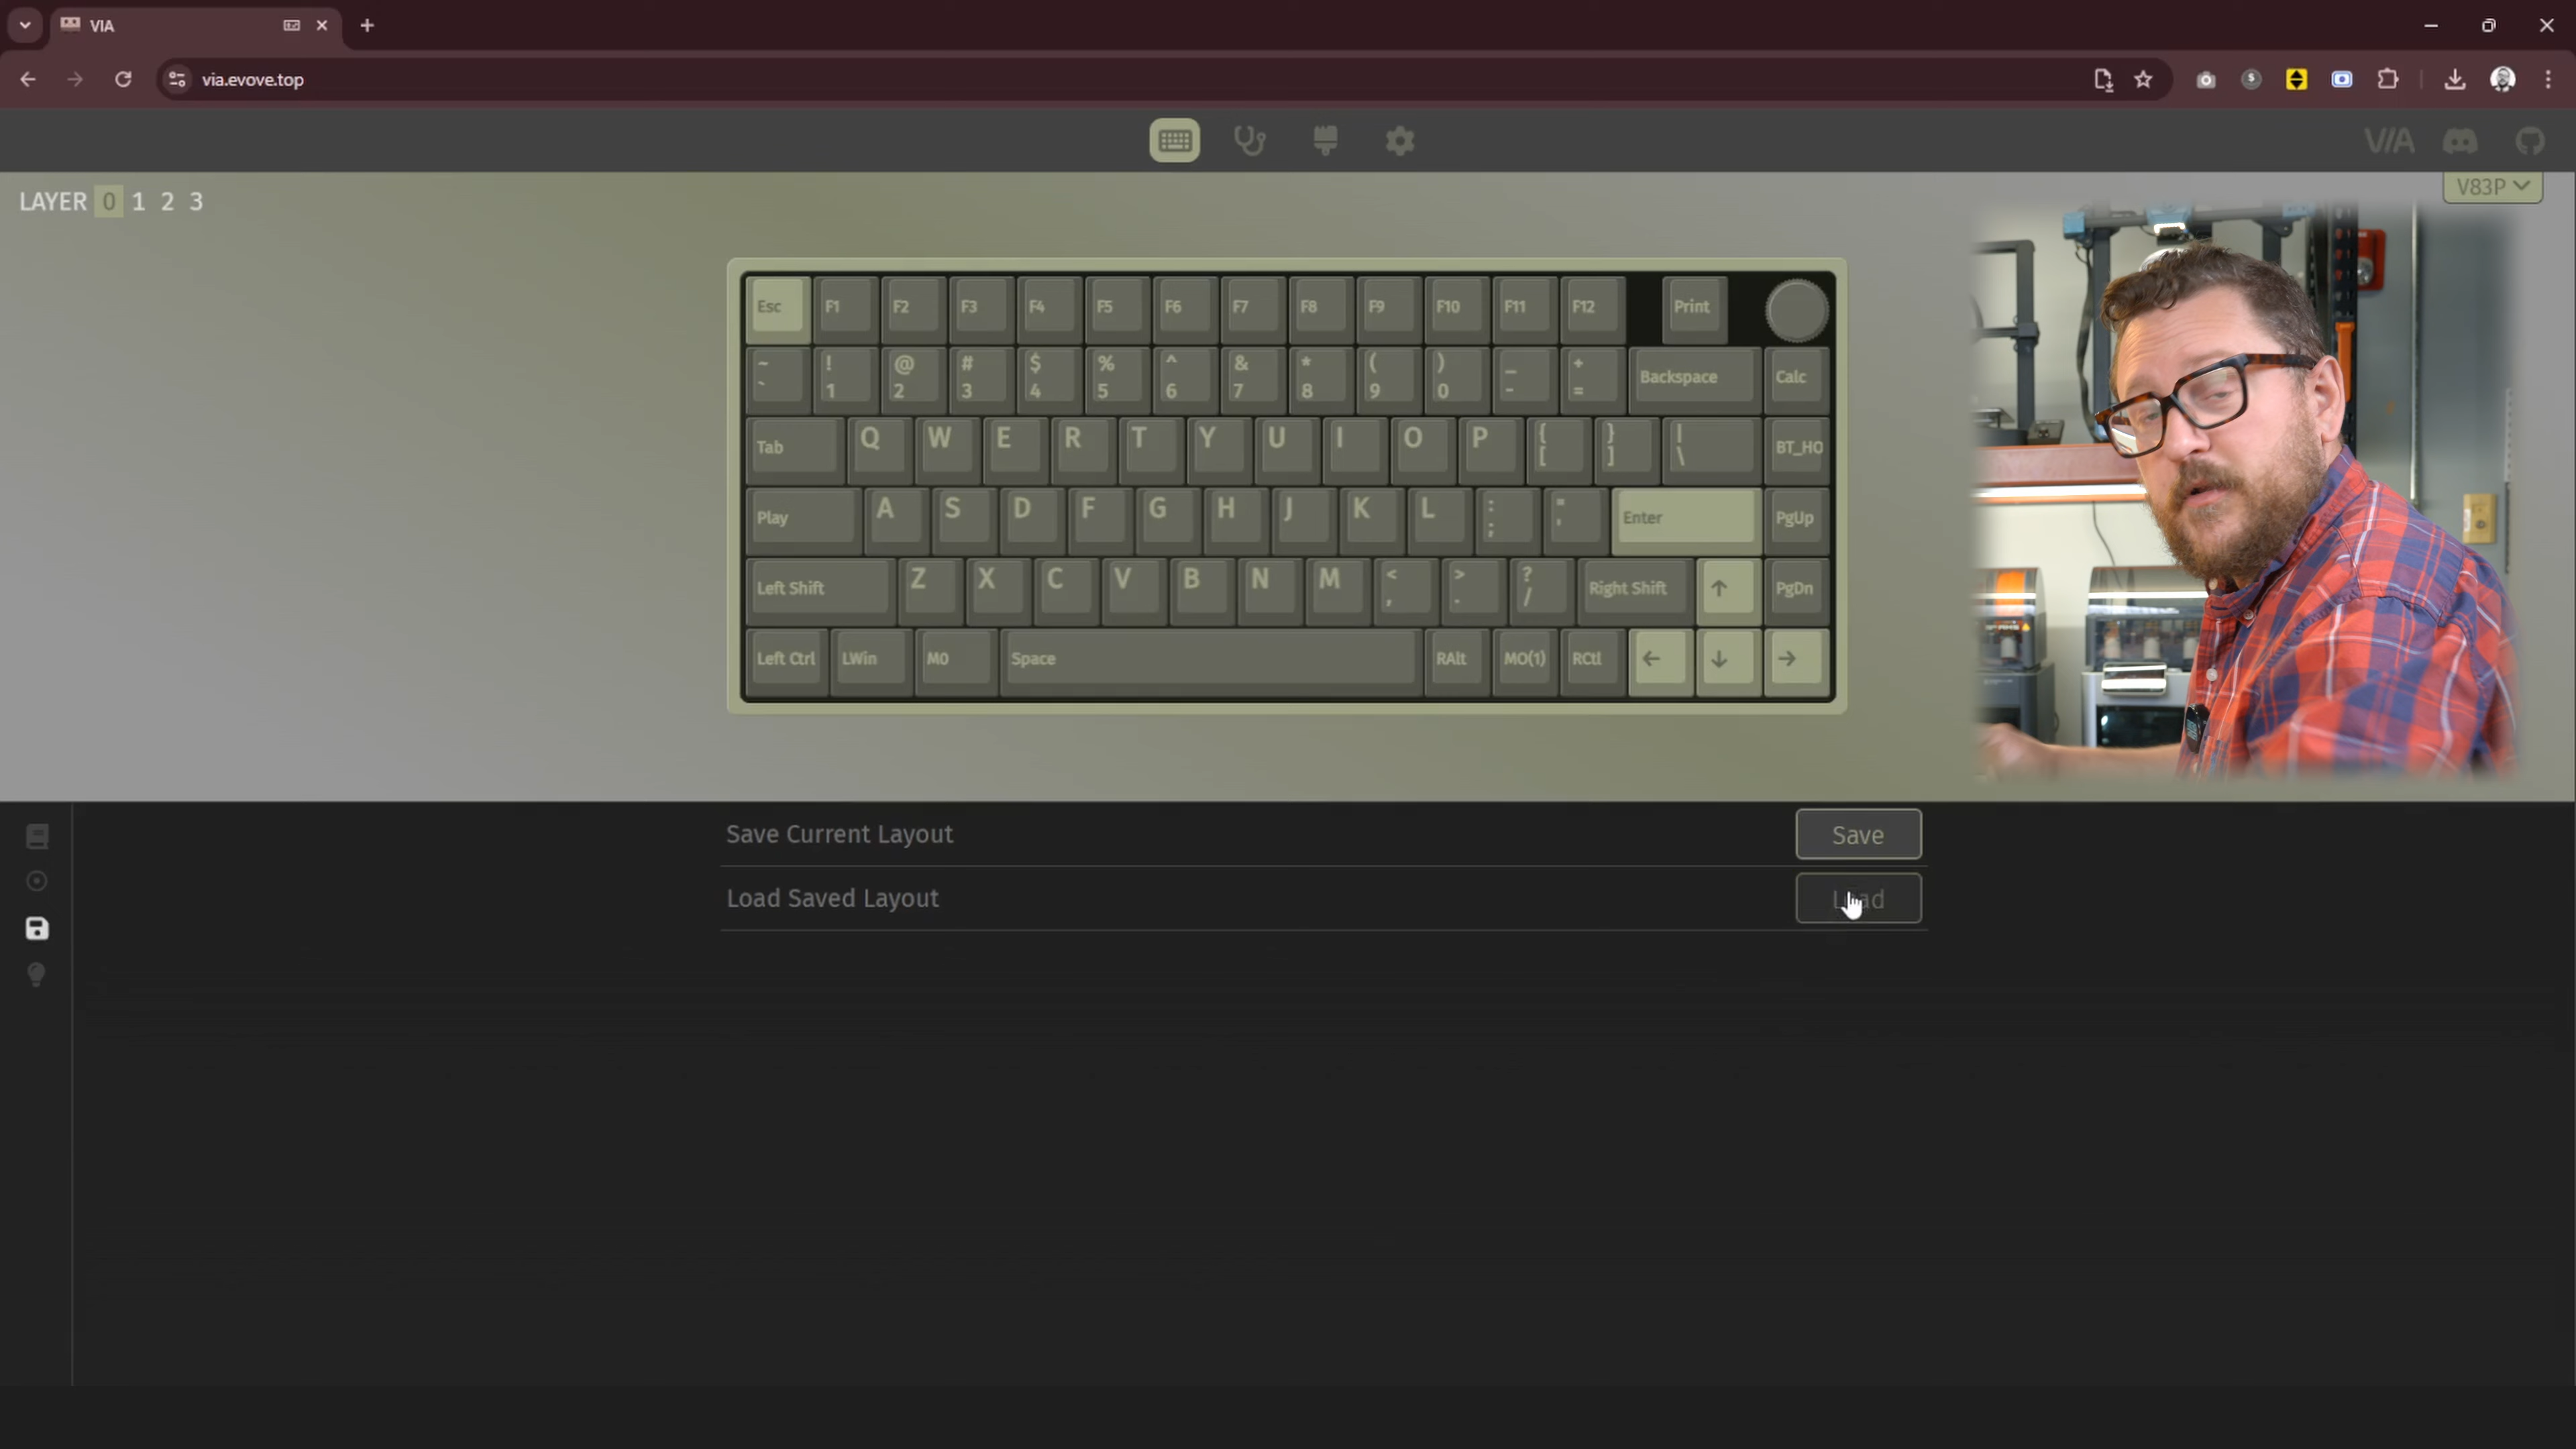 VIA
via.evove.top
VIA
LAYER 0 1 2 3
V83P
Esc F1 F2 F3 F4 F5 F6 F7 F8 F9 F10 F11 F12 Print
~ ! @ # $ % ^ & * ( ) _ +
` 1 2 3 4 5 6 7 8 9 0 - = Backspace Calc
Tab Q W E R T Y U I O P { } |
[ ] \ BT_HO
Play A S D F G H J K L : "
; ' Enter PgUp
Left Shift Z X C V B N M < > ?
, . / Right Shift ↑ PgDn
Left Ctrl LWin M0 Space RAlt MO(1) RCtl ← ↓ →
Save Current Layout Save
Load Saved Layout Load